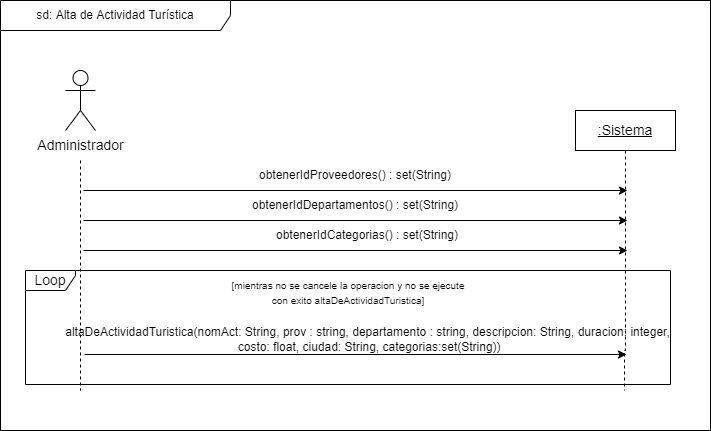 sd: Alta de Actividad Turística
Administrador
:Sistema
obtenerIdProveedores() : set(String)
obtenerIdDepartamentos() : set(String)
obtenerIdCategorias() : set(String)
Loop
[mientras no se cancele la operacion y no se ejecute
con exito altaDeActividadTuristica]
altaDeActividadTuristica(nomAct: String, prov : string, departamento : string, descripcion: String, duracion: integer,
costo: float, ciudad: String, categorias:set(String))